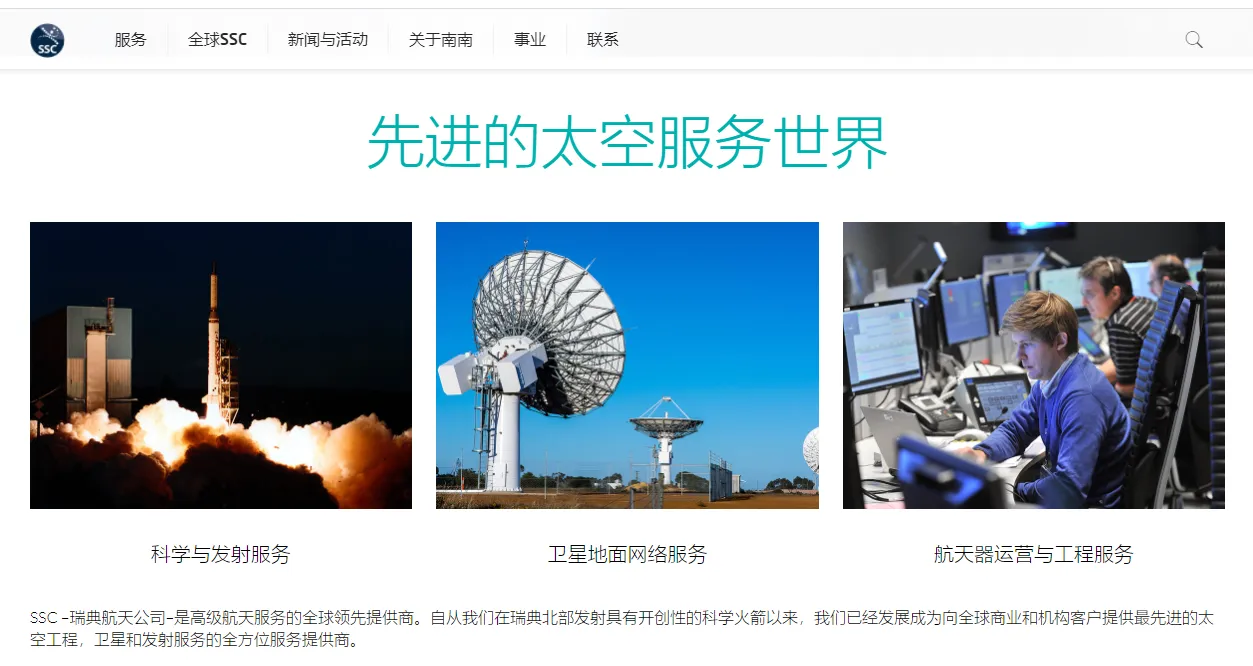 SSC
服务
全球SSC
新闻与活动
关于南南
事业
联系
先进的太空服务世界
科学与发射服务
卫星地面网络服务
航天器运营与工程服务
SSC –瑞典航天公司–是高级航天服务的全球领先提供商。自从我们在瑞典北部发射具有开创性的科学火箭以来，我们已经发展成为向全球商业和机构客户提供最先进的太
空工程，卫星和发射服务的全方位服务提供商。